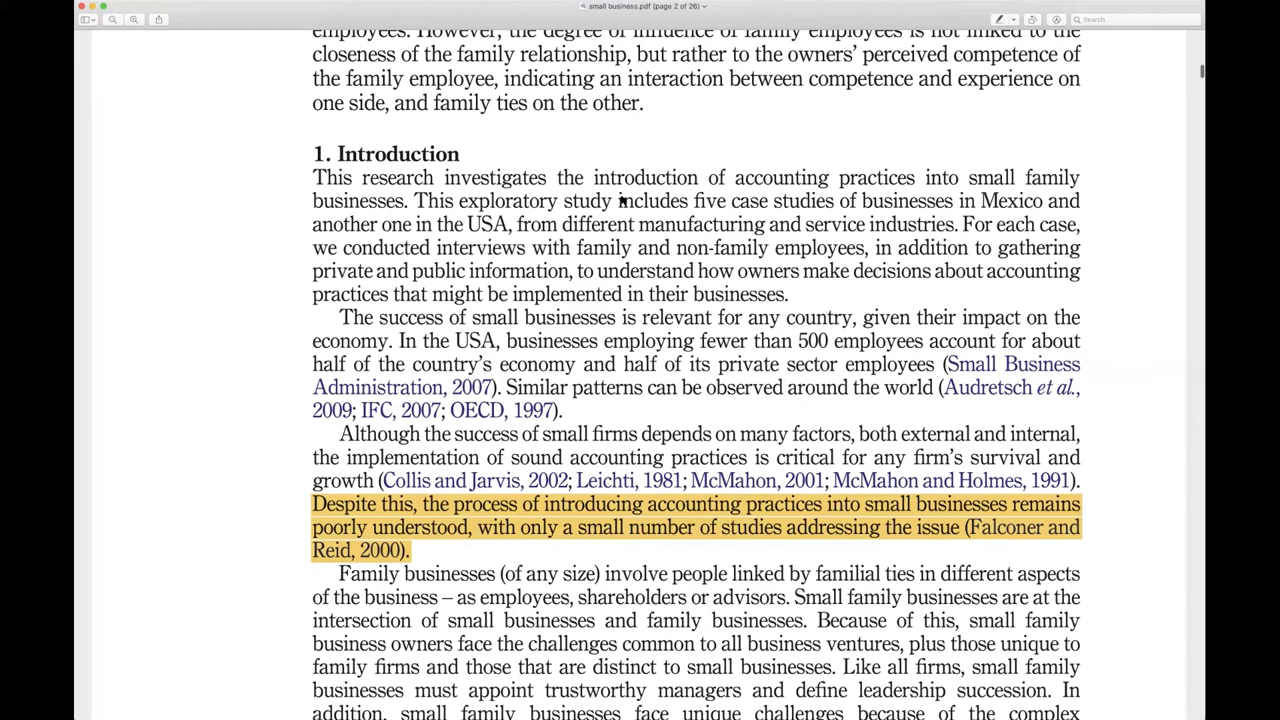 small business.pdf (page 2 of 26)
Search
employees. However, the degree of influence of family employees is not linked to the
closeness of the family relationship, but rather to the owners' perceived competence of
the family employee, indicating an interaction between competence and experience on
one side, and family ties on the other.
1. Introduction
This research investigates the introduction of accounting practices into small family
businesses. This exploratory study includes five case studies of businesses in Mexico and
another one in the USA, from different manufacturing and service industries. For each case,
we conducted interviews with family and non-family employees, in addition to gathering
private and public information, to understand how owners make decisions about accounting
practices that might be implemented in their businesses.
The success of small businesses is relevant for any country, given their impact on the
economy. In the USA, businesses employing fewer than 500 employees account for about
half of the country's economy and half of its private sector employees (Small Business
Administration, 2007). Similar patterns can be observed around the world (Audretsch et al.,
2009; IFC, 2007; OECD, 1997).
Although the success of small firms depends on many factors, both external and internal,
the implementation of sound accounting practices is critical for any firm's survival and
growth (Collis and Jarvis, 2002; Leichti, 1981; McMahon, 2001; McMahon and Holmes, 1991).
Despite this, the process of introducing accounting practices into small businesses remains
poorly understood, with only a small number of studies addressing the issue (Falconer and
Reid, 2000).
Family businesses (of any size) involve people linked by familial ties in different aspects
of the business – as employees, shareholders or advisors. Small family businesses are at the
intersection of small businesses and family businesses. Because of this, small family
business owners face the challenges common to all business ventures, plus those unique to
family firms and those that are distinct to small businesses. Like all firms, small family
businesses must appoint trustworthy managers and define leadership succession. In
addition, small family businesses face unique challenges because of the complex